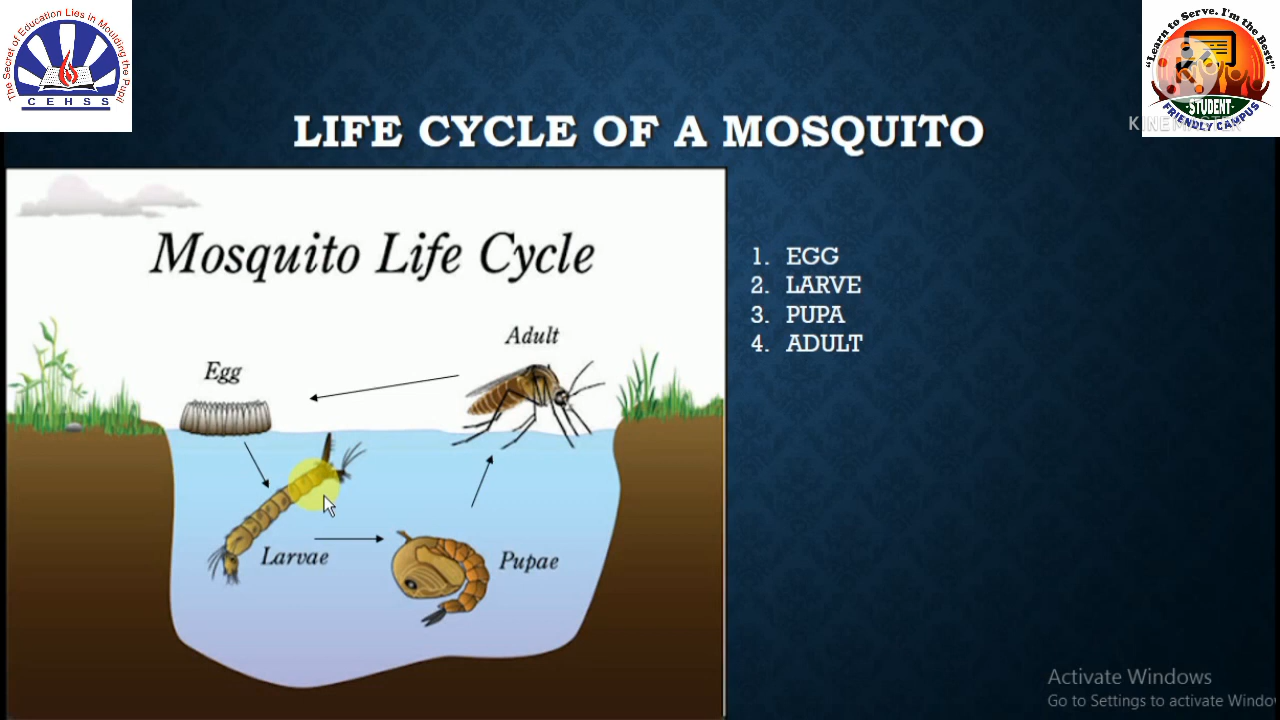 The Secret of Education Lies in Moulding the Pupil
C E H S S
"Learn to Serve. I'm the Best!"
STUDENT
FRIENDLY CAMPUS
LIFE CYCLE OF A MOSQUITO
Mosquito Life Cycle
Adult
Egg
Larvae
Pupae
1. EGG
2. LARVE
3. PUPA
4. ADULT
Activate Windows
Go to Settings to activate Windo